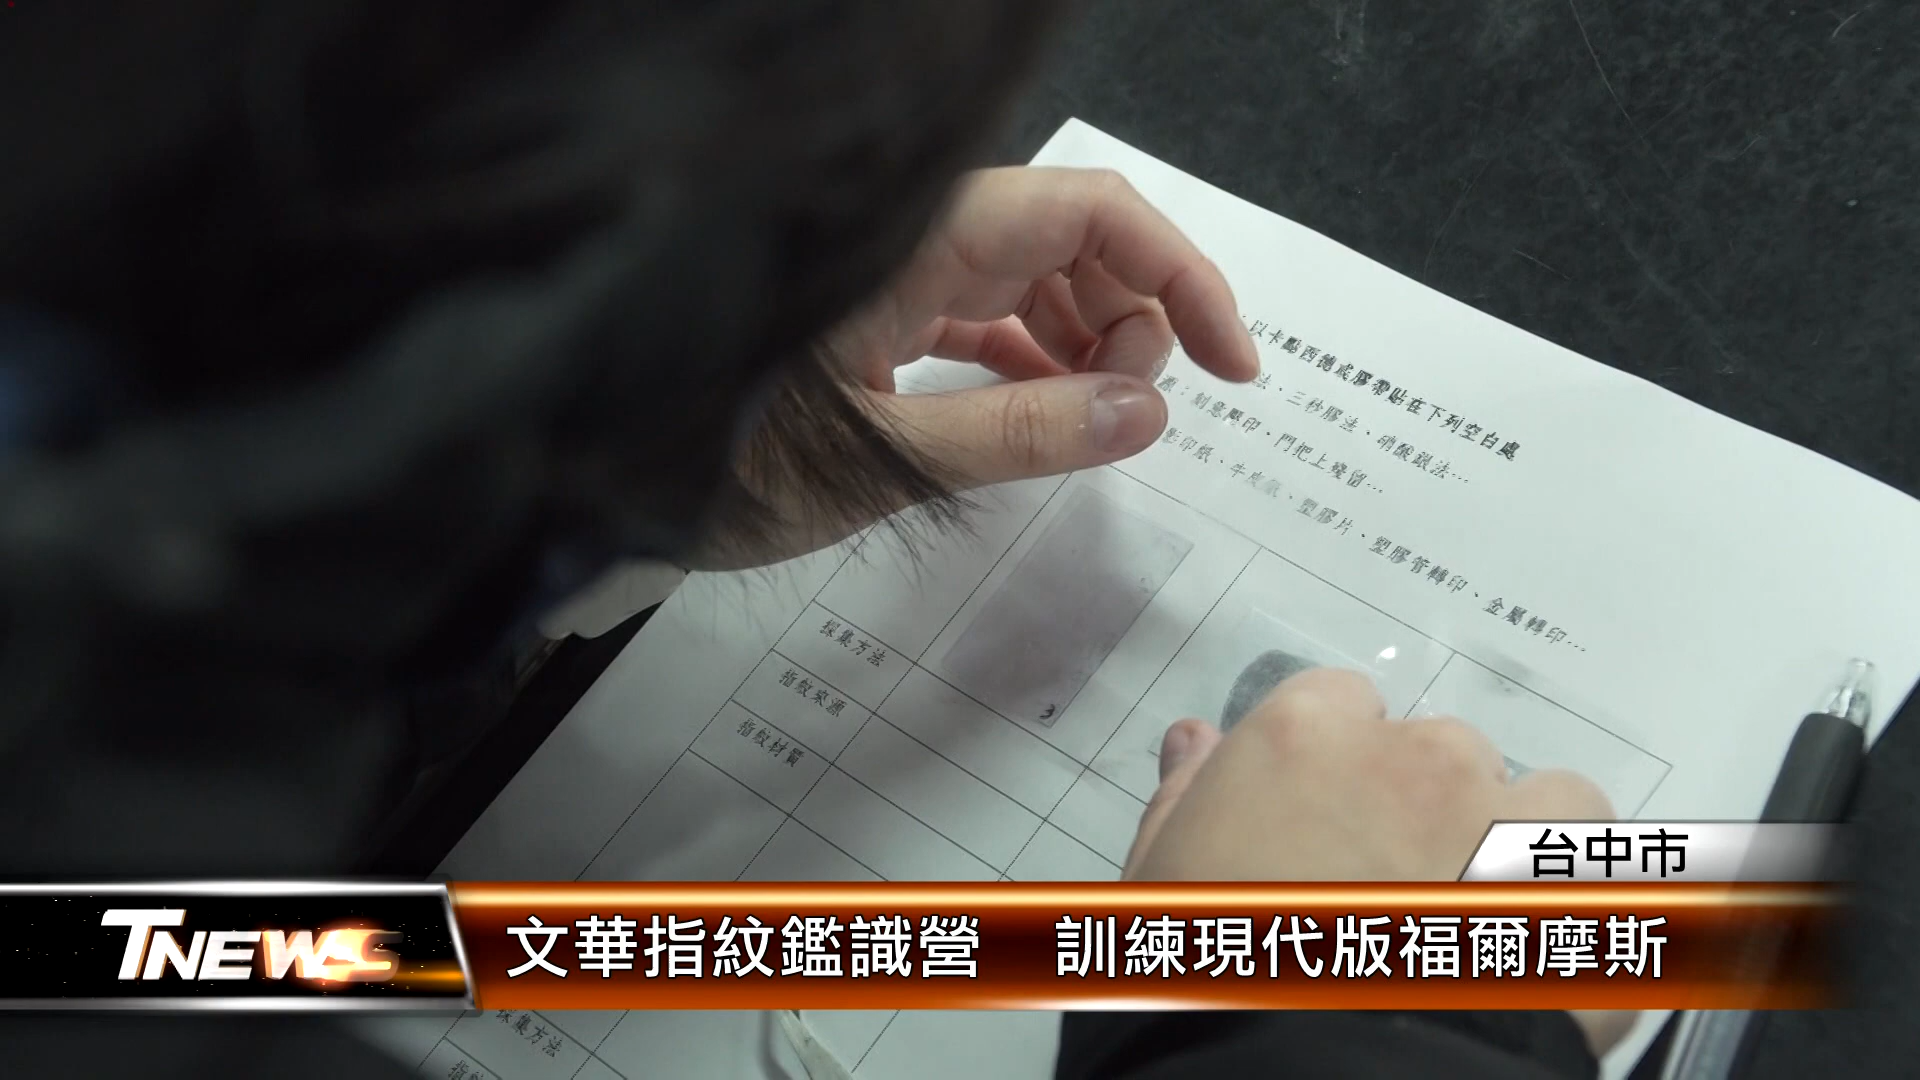 以卡點西德或膠帶貼在下列空白處
法、三秒膠法、硝酸銀法…
源：刻意壓印、門把上殘留…
影印紙、牛皮紙、塑膠片、塑膠管轉印、金屬轉印…
3
採集方法
指紋來源
指紋材質
台中市
TNEWS
文華指紋鑑識營 訓練現代版福爾摩斯
採集方法
指紋